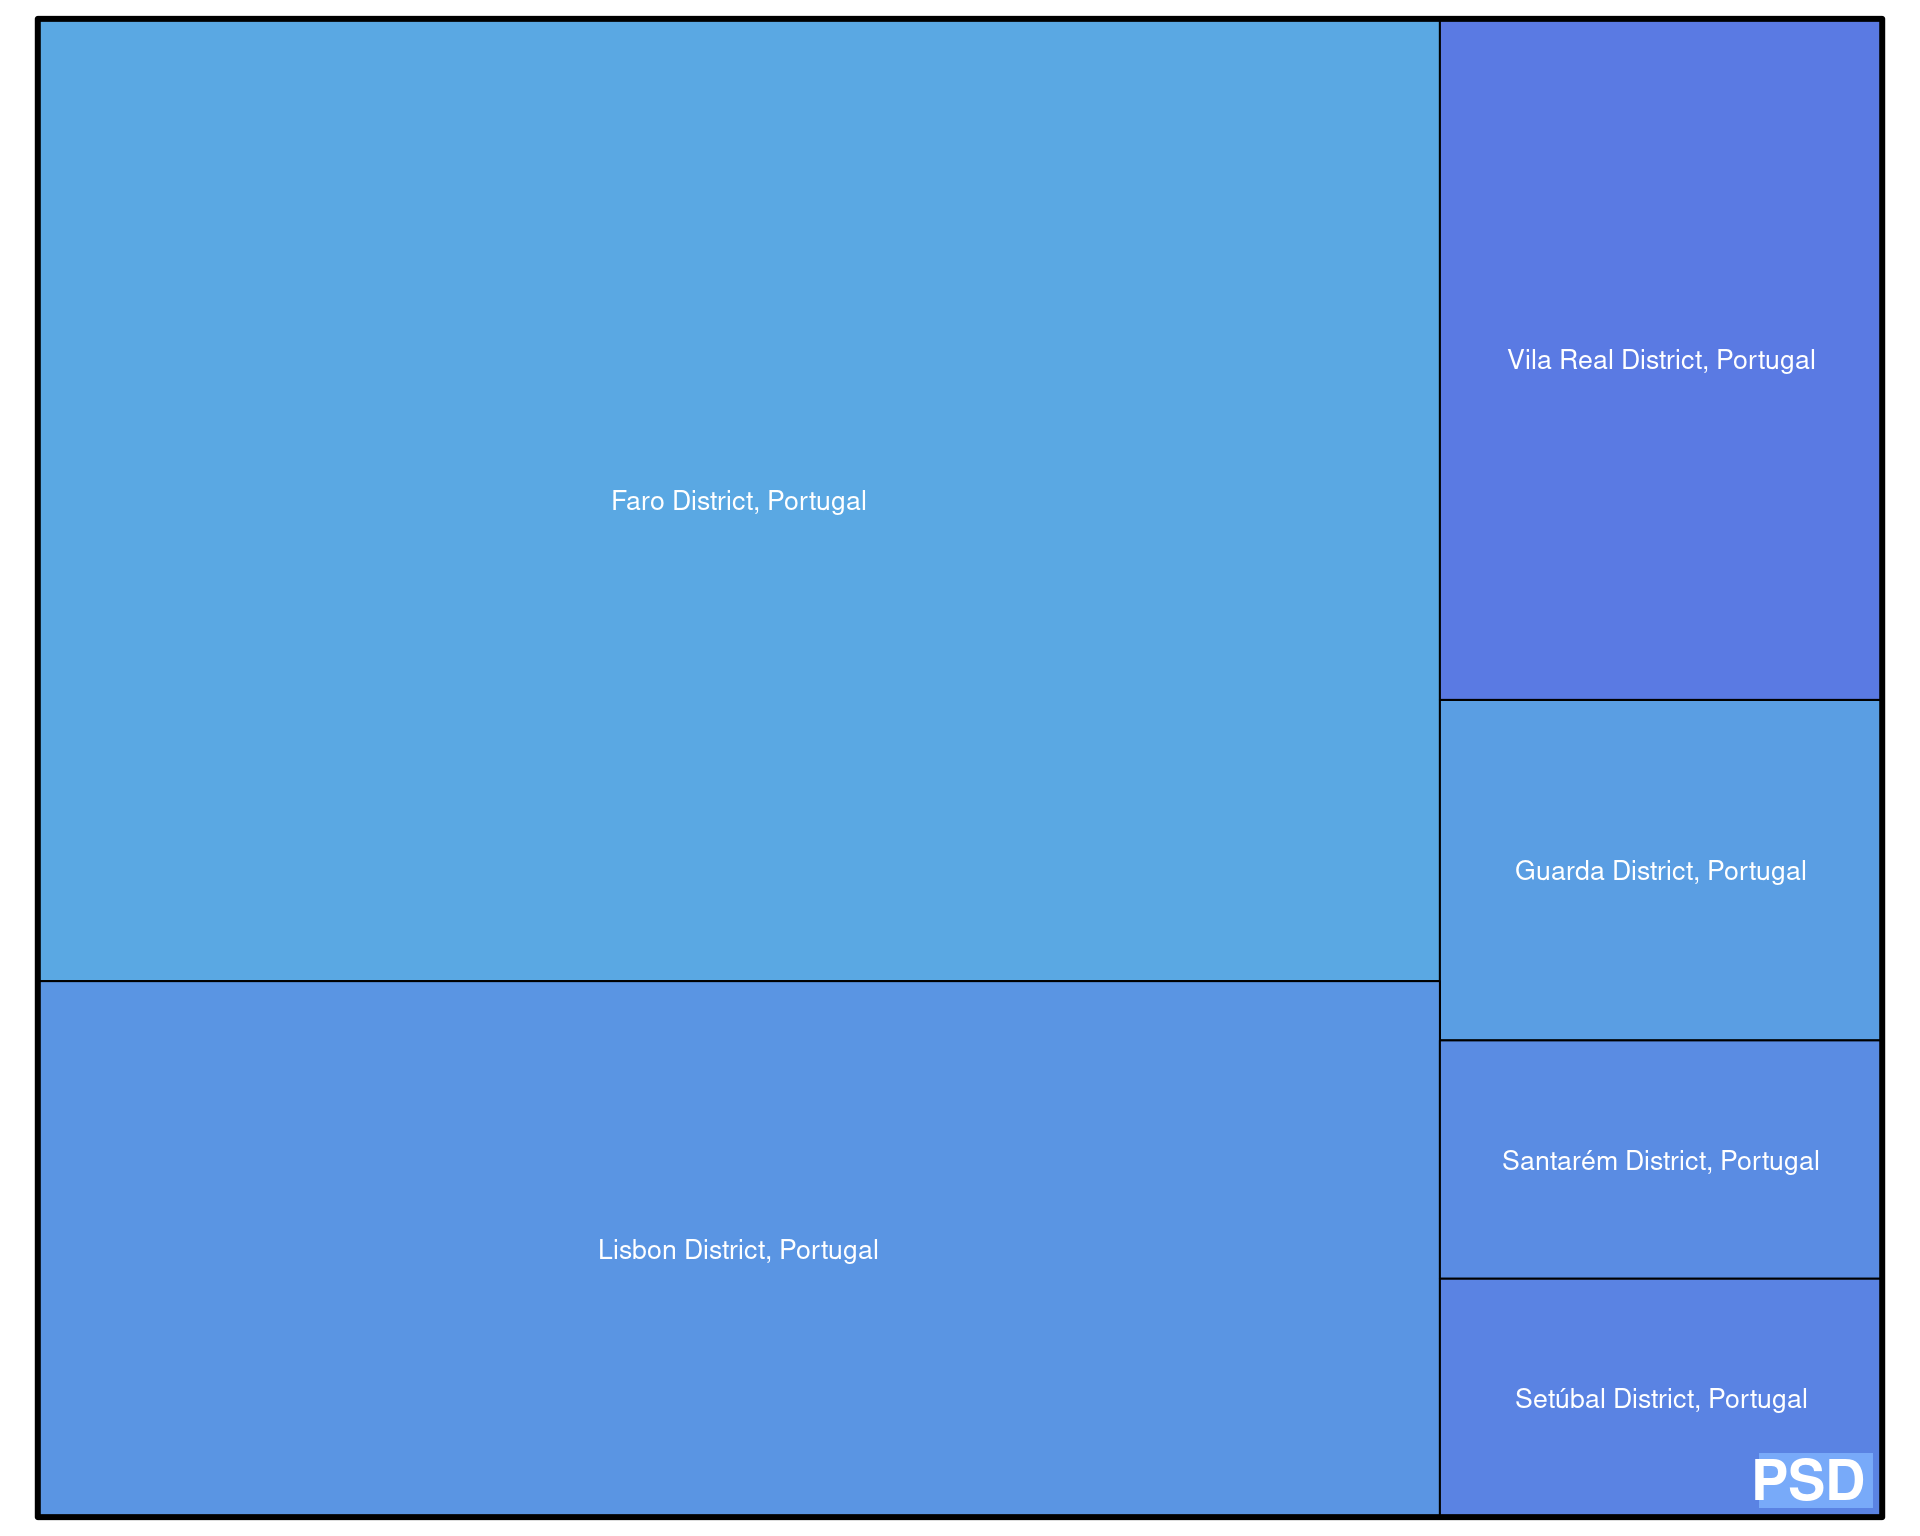 Faro District, Portugal
Lisbon District, Portugal
Vila Real District, Portugal
Guarda District, Portugal
Santarém District, Portugal
Setúbal District, Portugal
PSD